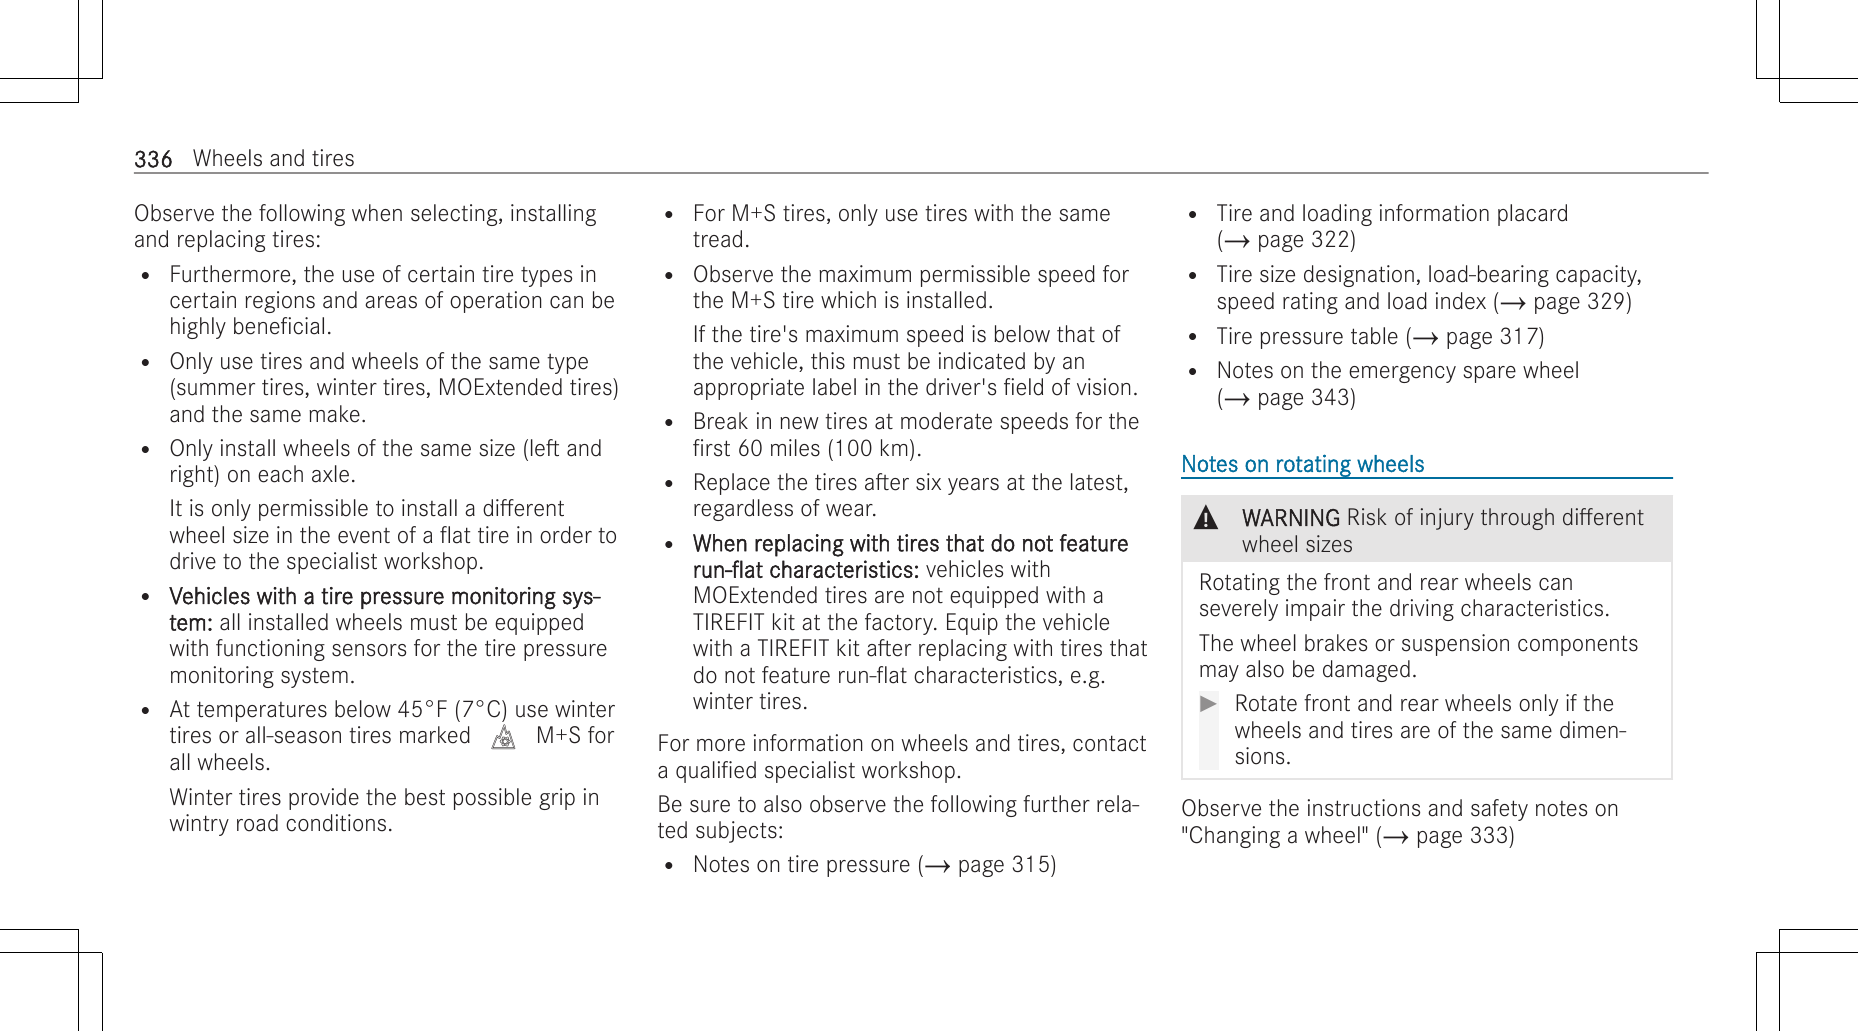 336 Wheels and tires
Observe the following when selecting, installing
and replacing tires:
• Furthermore, the use of certain tire types in
certain regions and areas of operation can be
highly beneficial.
• Only use tires and wheels of the same type
(summer tires, winter tires, MOExtended tires)
and the same make.
• Only install wheels of the same size (left and
right) on each axle.
It is only permissible to install a different
wheel size in the event of a flat tire in order to
drive to the specialist workshop.
• Vehicles with a tire pressure monitoring sys-
tem: all installed wheels must be equipped
with functioning sensors for the tire pressure
monitoring system.
• At temperatures below 45°F (7°C) use winter
tires or all-season tires marked M+S for
all wheels.
Winter tires provide the best possible grip in
wintry road conditions.
• For M+S tires, only use tires with the same
tread.
• Observe the maximum permissible speed for
the M+S tire which is installed.
If the tire's maximum speed is below that of
the vehicle, this must be indicated by an
appropriate label in the driver's field of vision.
• Break in new tires at moderate speeds for the
first 60 miles (100 km).
• Replace the tires after six years at the latest,
regardless of wear.
• When replacing with tires that do not feature
run-flat characteristics: vehicles with
MOExtended tires are not equipped with a
TIREFIT kit at the factory. Equip the vehicle
with a TIREFIT kit after replacing with tires that
do not feature run-flat characteristics, e.g.
winter tires.
For more information on wheels and tires, contact
a qualified specialist workshop.
Be sure to also observe the following further rela-
ted subjects:
• Notes on tire pressure (→ page 315)
• Tire and loading information placard
(→ page 322)
• Tire size designation, load-bearing capacity,
speed rating and load index (→ page 329)
• Tire pressure table (→ page 317)
• Notes on the emergency spare wheel
(→ page 343)
Notes on rotating wheels
WARNING Risk of injury through different
wheel sizes
Rotating the front and rear wheels can
severely impair the driving characteristics.
The wheel brakes or suspension components
may also be damaged.
▶ Rotate front and rear wheels only if the
wheels and tires are of the same dimen-
sions.
Observe the instructions and safety notes on
"Changing a wheel" (→ page 333)